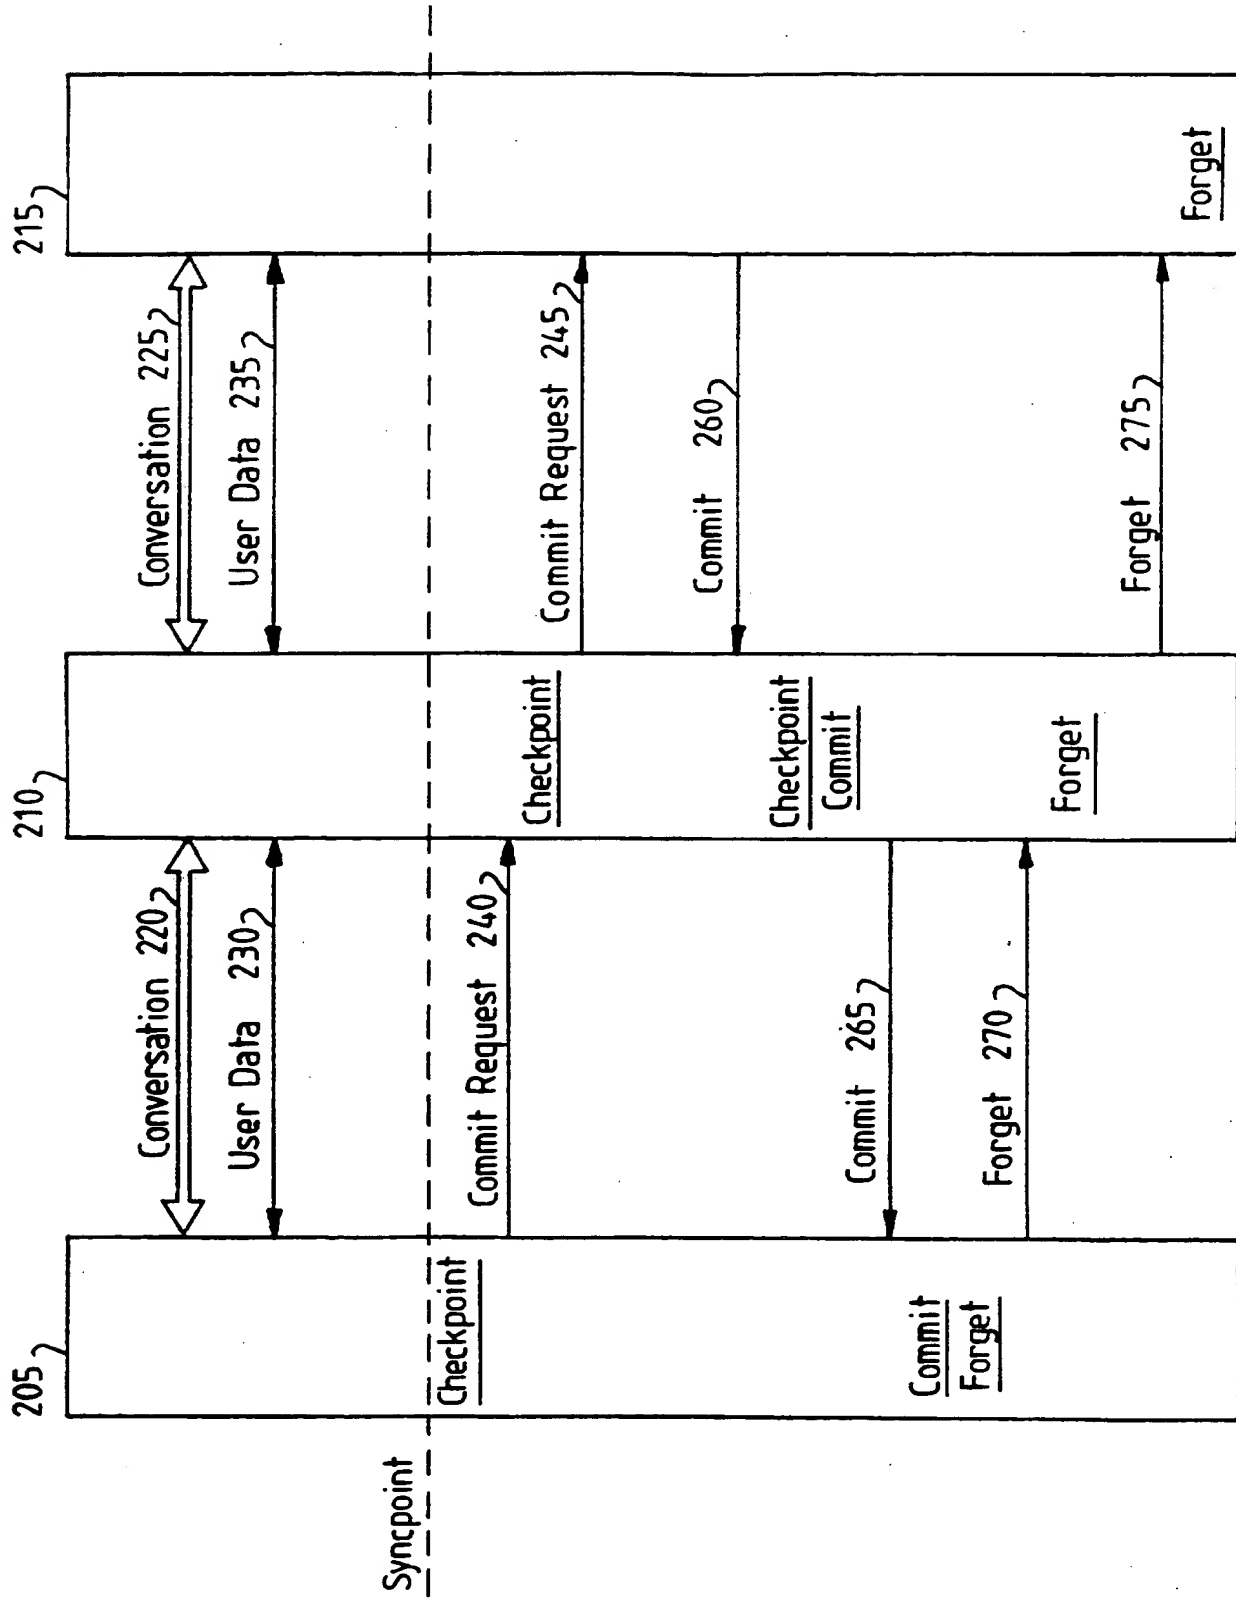 205
210
215
Conversation 220
Conversation 225
User Data 230
User Data 235
Syncpoint
Checkpoint
Commit Request 240
Checkpoint
Commit Request 245
Commit 260
Checkpoint
Commit
Commit 265
Commit
Forget
Forget 270
Forget
Forget 275
Forget